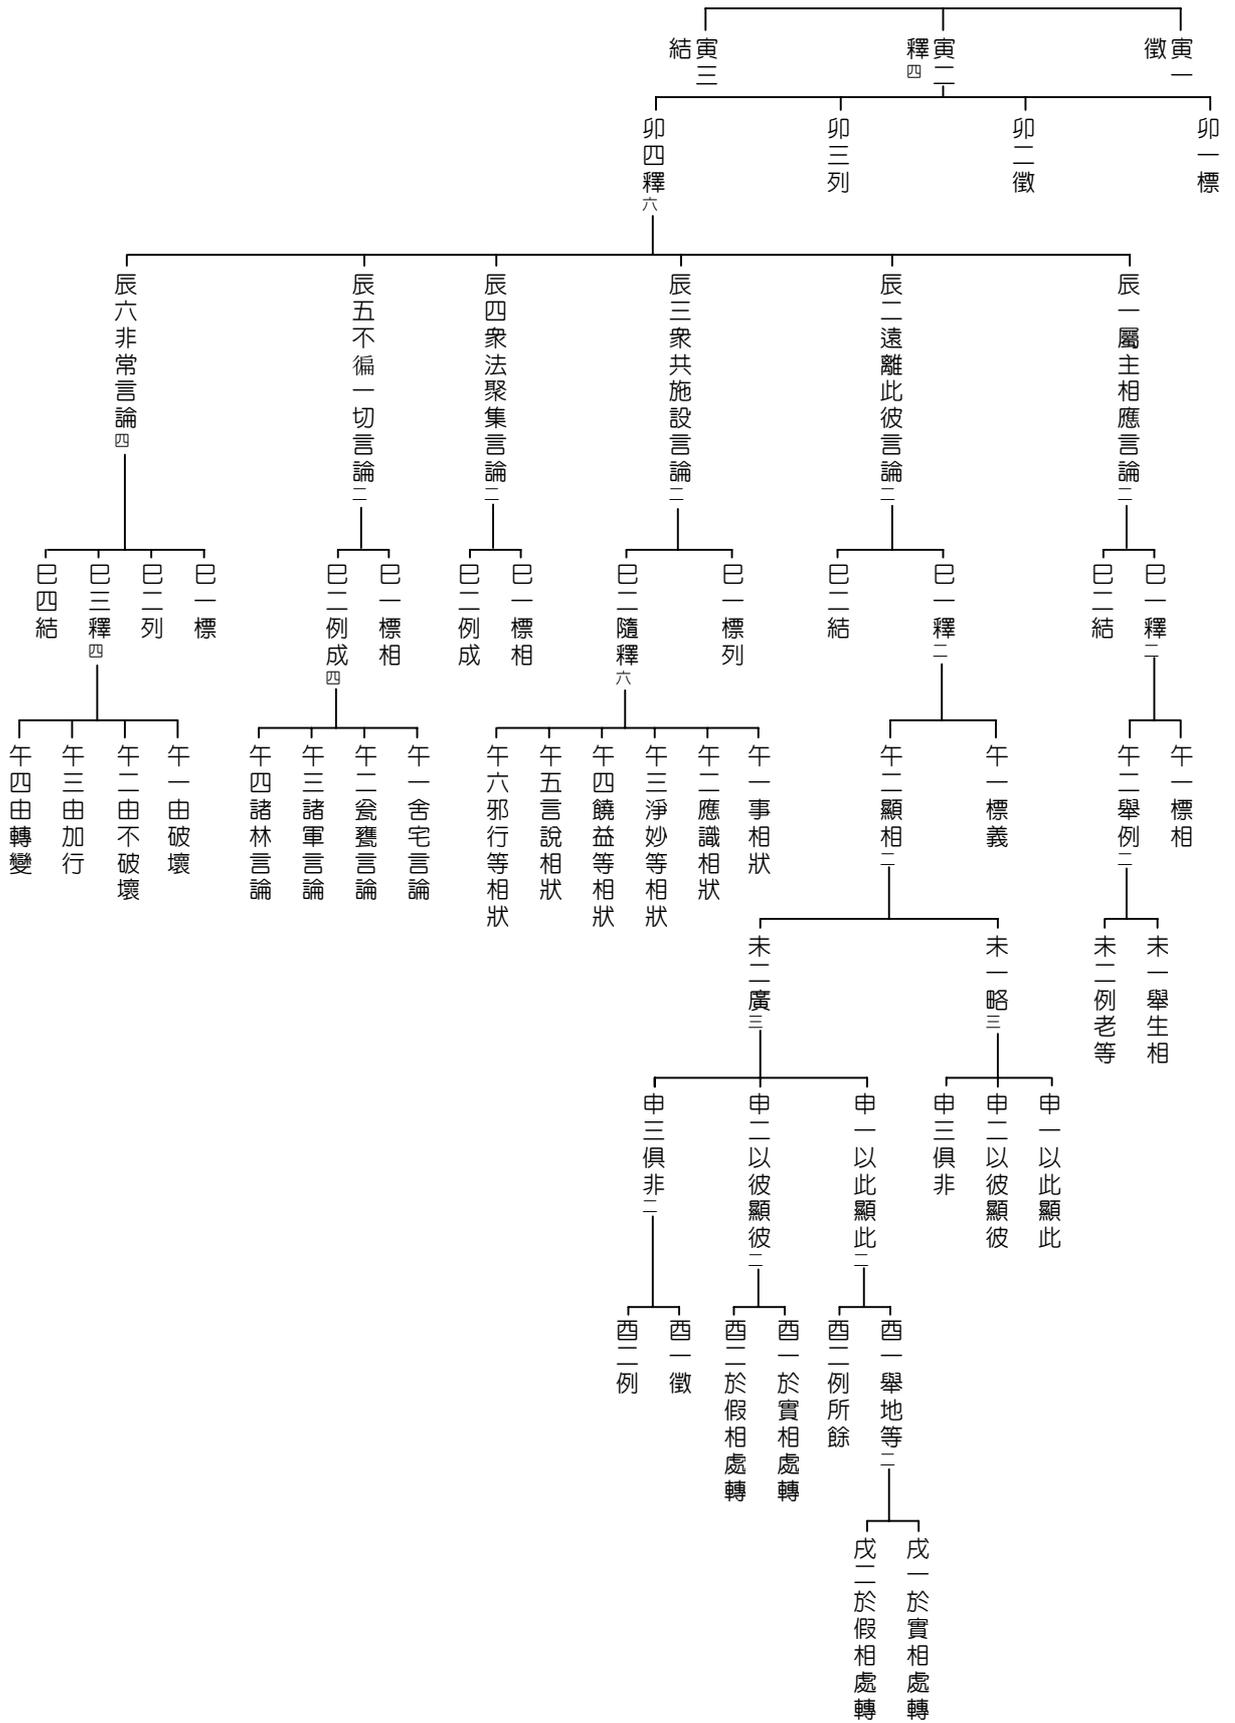 寅一
徵
寅二
釋四
寅三
結
卯一標
卯二徵
卯三列
卯四釋六
辰一屬主相應言論二
辰二遠離此彼言論二
辰三衆共施設言論二
辰四衆法聚集言論二
辰五不徧一切言論二
辰六非常言論四
巳一釋二
巳二結
巳一釋二
巳二結
巳一標列
巳二隨釋六
巳一標相
巳二例成
巳一標相
巳二例成四
巳一標
巳二列
巳三釋四
巳四結
午一標相
午二舉例二
午一標義
午二顯相二
午一事相狀
午二應識相狀
午三淨妙等相狀
午四饒益等相狀
午五言說相狀
午六邪行等相狀
午一舍宅言論
午二瓮甕言論
午三諸軍言論
午四諸林言論
午一由破壞
午二由不破壞
午三由加行
午四由轉變
未一舉生相
未二例老等
未一略三
未二廣三
申一以此顯此
申二以彼顯彼
申三俱非
申一以此顯此二
申二以彼顯彼二
申三俱非二
酉一舉地等二
酉二例所餘
酉一於實相處轉
酉二於假相處轉
酉一徵
酉二例
戌一於實相處轉
戌二於假相處轉